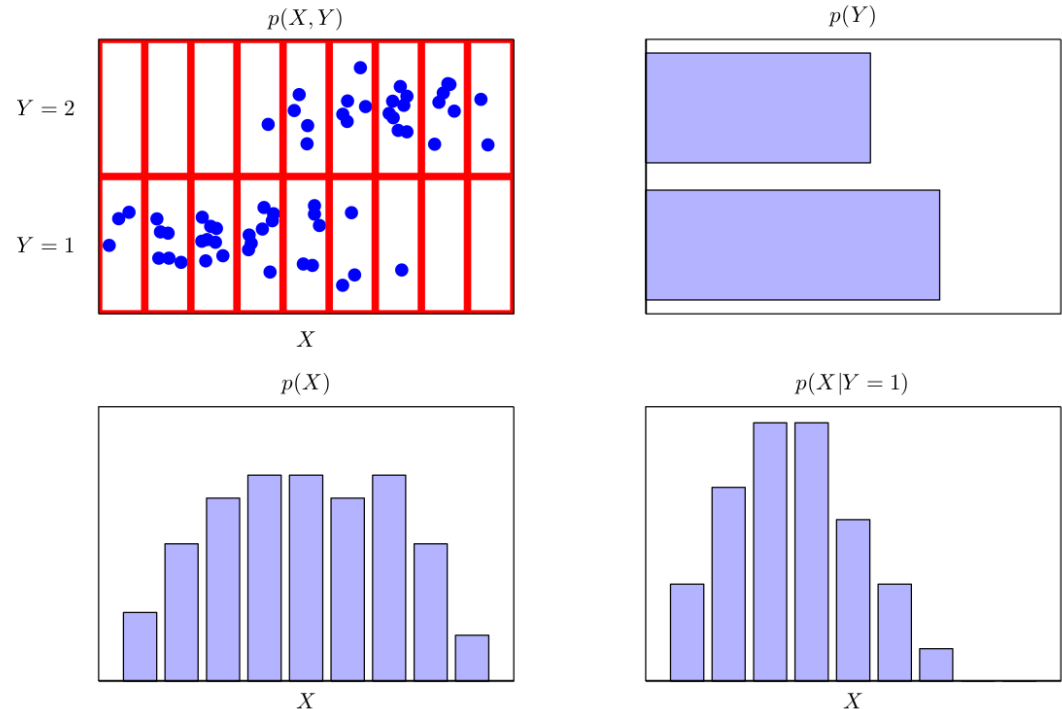 p(X, Y)
Y = 2
Y = 1
X
p(Y)
p(X)
X
p(X|Y = 1)
X